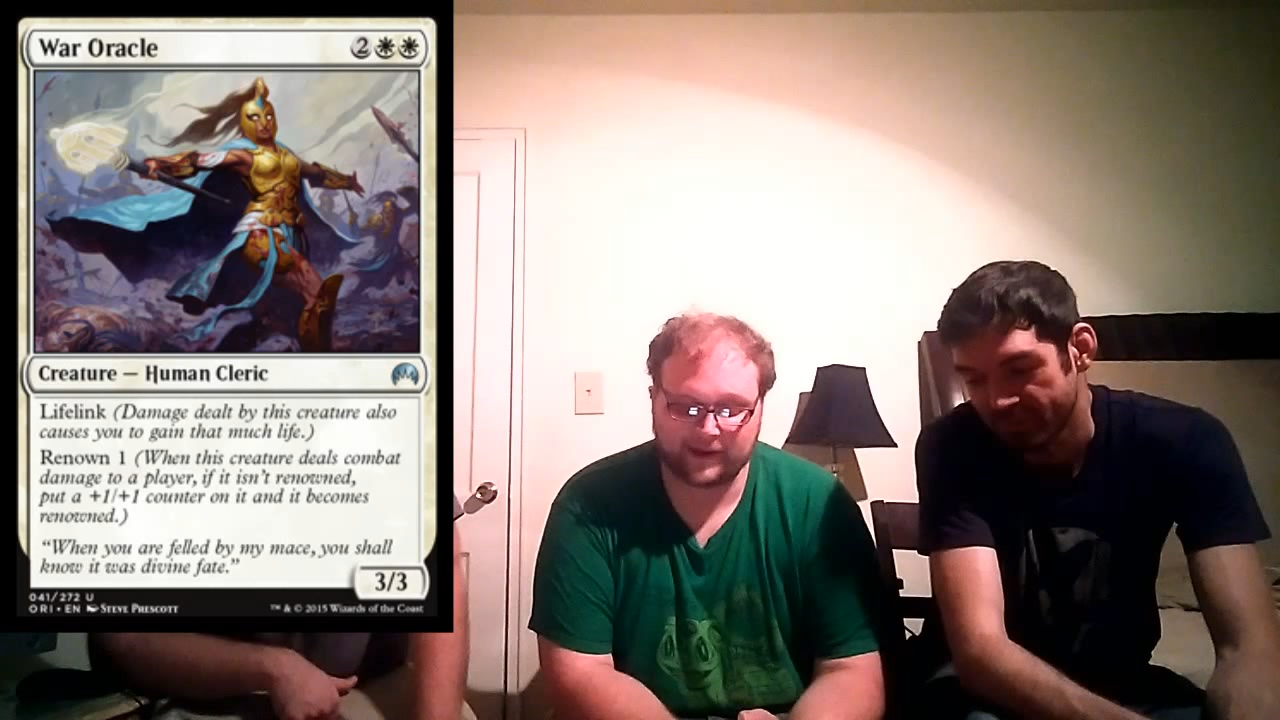 War Oracle 2
Creature — Human Cleric
Lifelink (Damage dealt by this creature also
causes you to gain that much life.)
Renown 1 (When this creature deals combat
damage to a player, if it isn't renowned,
put a +1/+1 counter on it and it becomes
renowned.)
“When you are felled by my mace, you shall
know it was divine fate.”
3/3
041/272 U
ORI • EN STEVE PRESCOTT ™ & © 2015 Wizards of the Coast